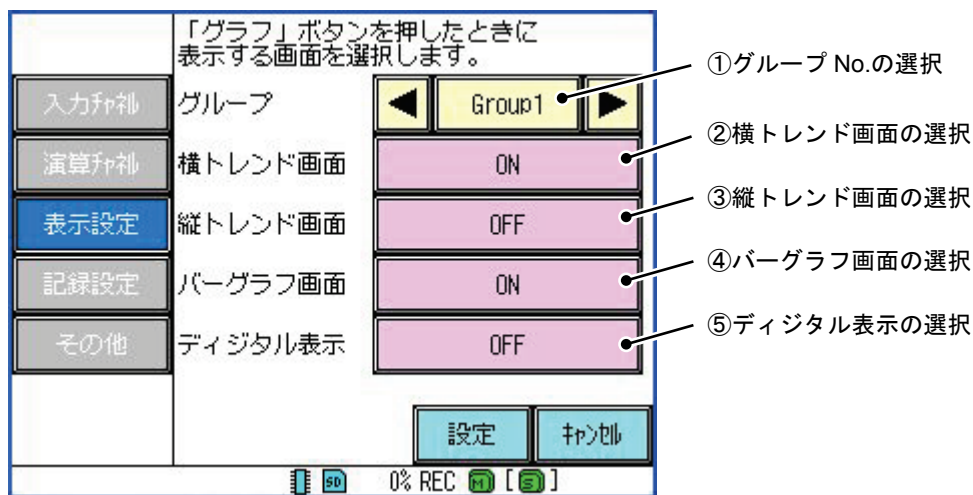 「グラフ」ボタンを押したときに
表示する画面を選択します。
入力ﾁｬﾈﾙ
グループ
◀ Group1 ▶
①グループ No.の選択
演算ﾁｬﾈﾙ
横トレンド画面
ON
②横トレンド画面の選択
表示設定
縦トレンド画面
OFF
③縦トレンド画面の選択
記録設定
バーグラフ画面
ON
④バーグラフ画面の選択
その他
ディジタル表示
OFF
⑤ディジタル表示の選択
設定
ｷｬﾝｾﾙ
SD 0% REC M [S]